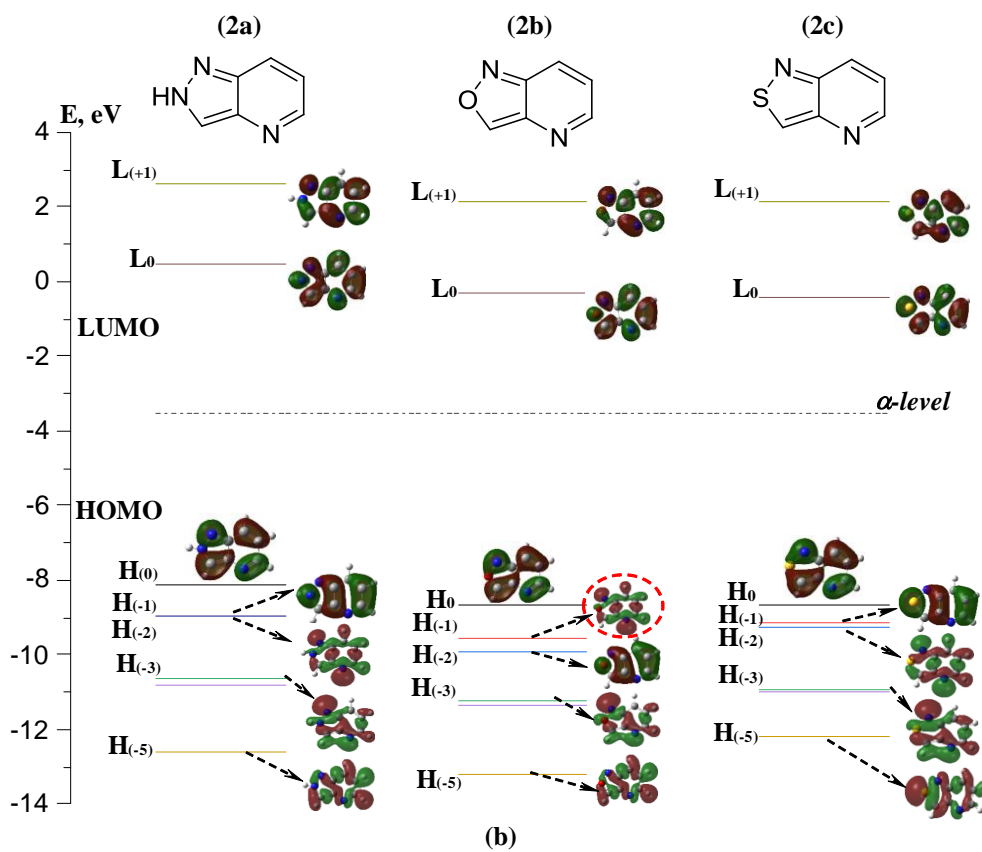 (2a) (2b) (2c)
N N N
HN O S
N N N
E, eV
4
2
0
-2
-4
-6
-8
-10
-12
-14
LUMO
HOMO
α-level
L(+1)
L0
H(0)
H(-1)
H(-2)
H(-3)
H(-5)
L(+1)
L0
H0
H(-1)
H(-2)
H(-3)
H(-5)
L(+1)
L0
H0
H(-1)
H(-2)
H(-3)
H(-5)
(b)